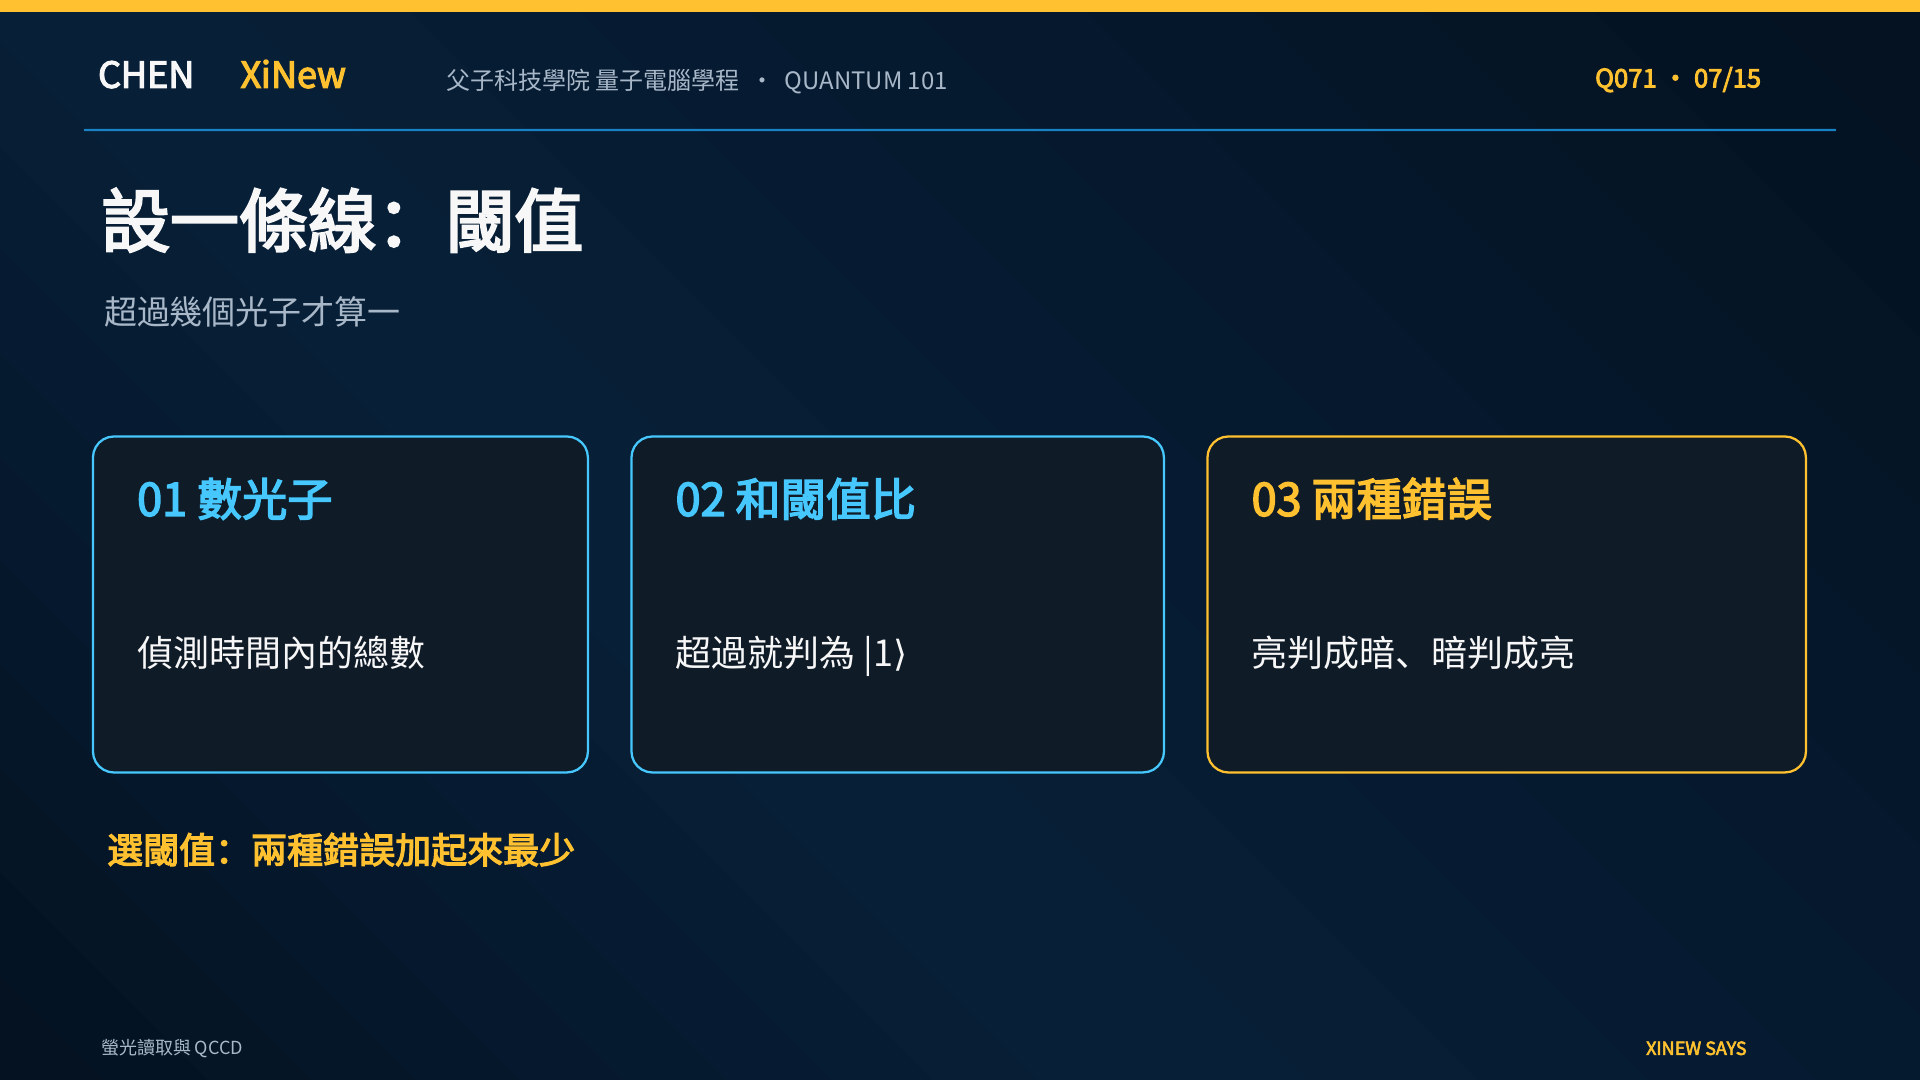 CHEN XiNew 父子科技學院 量子電腦學程 · QUANTUM 101 Q071 · 07/15
設一條線：閾值
超過幾個光子才算一
01 數光子
偵測時間內的總數
02 和閾值比
超過就判為 |1⟩
03 兩種錯誤
亮判成暗、暗判成亮
選閾值：兩種錯誤加起來最少
螢光讀取與 QCCD
XINEW SAYS